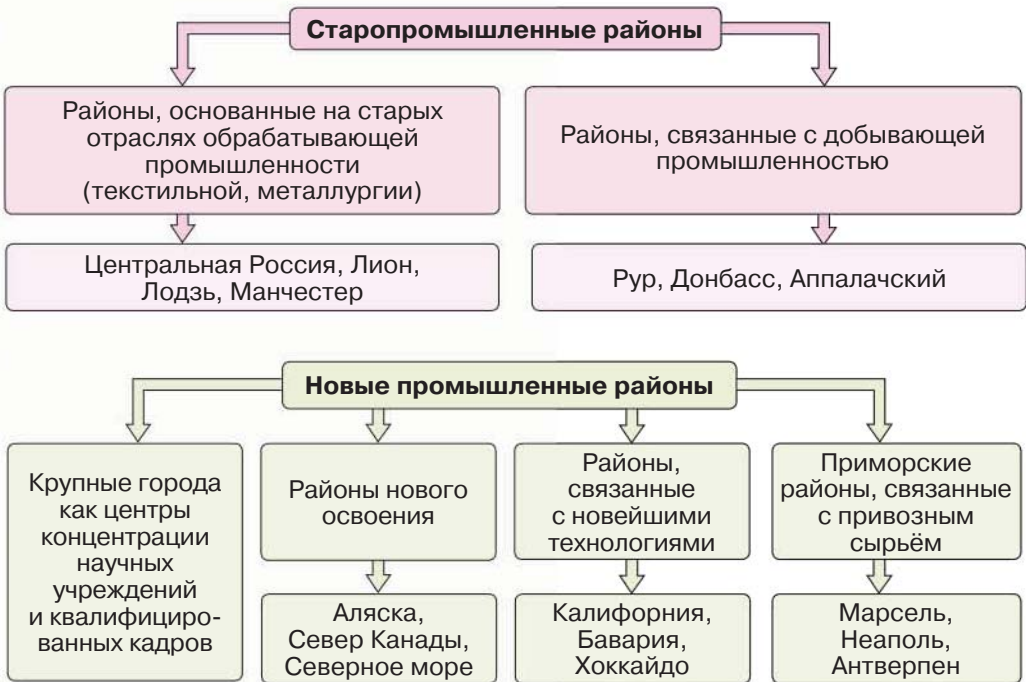 Старопромышленные районы
Районы, основанные на старых
отраслях обрабатывающей
промышленности
(текстильной, металлургии)
Районы, связанные с добывающей
промышленностью
Центральная Россия, Лион,
Лодзь, Манчестер
Рур, Донбасс, Аппалачский
Новые промышленные районы
Крупные города
как центры
концентрации
научных
учреждений
и квалифициро-
ванных кадров
Районы нового
освоения
Районы,
связанные
с новейшими
технологиями
Приморские
районы, связанные
с привозным
сырьём
Аляска,
Север Канады,
Северное море
Калифорния,
Бавария,
Хоккайдо
Марсель,
Неаполь,
Антверпен